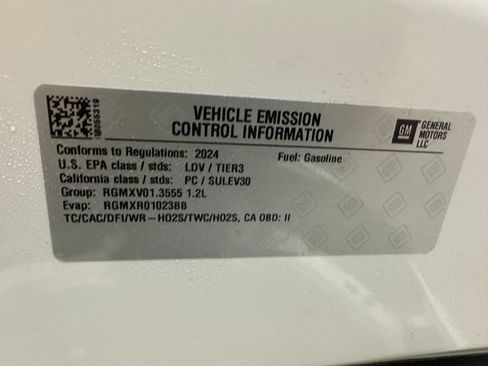 VEHICLE EMISSION
CONTROL INFORMATION
GM
GENERAL
MOTORS
LLC
Conforms to Regulations: 2024
Fuel: Gasoline
U.S. EPA class / stds: LDV / TIER3
California class / stds: PC / SULEV30
Group: RGMXV01.3555 1.2L
Evap: RGMXR0102388
TC/CAC/DFI/WR-HO2S/TWC/HO2S, CA OBD: II